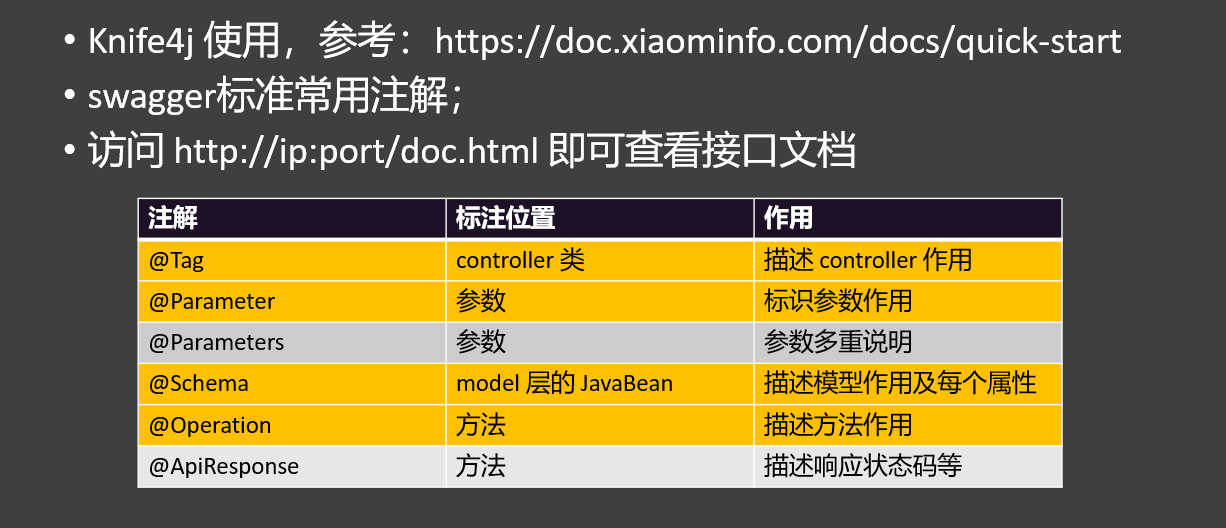 • Knife4j 使用，参考：https://doc.xiaominfo.com/docs/quick-start
• swagger标准常用注解；
• 访问 http://ip:port/doc.html 即可查看接口文档
注解 标注位置 作用
@Tag controller 类 描述 controller 作用
@Parameter 参数 标识参数作用
@Parameters 参数 参数多重说明
@Schema model 层的 JavaBean 描述模型作用及每个属性
@Operation 方法 描述方法作用
@ApiResponse 方法 描述响应状态码等